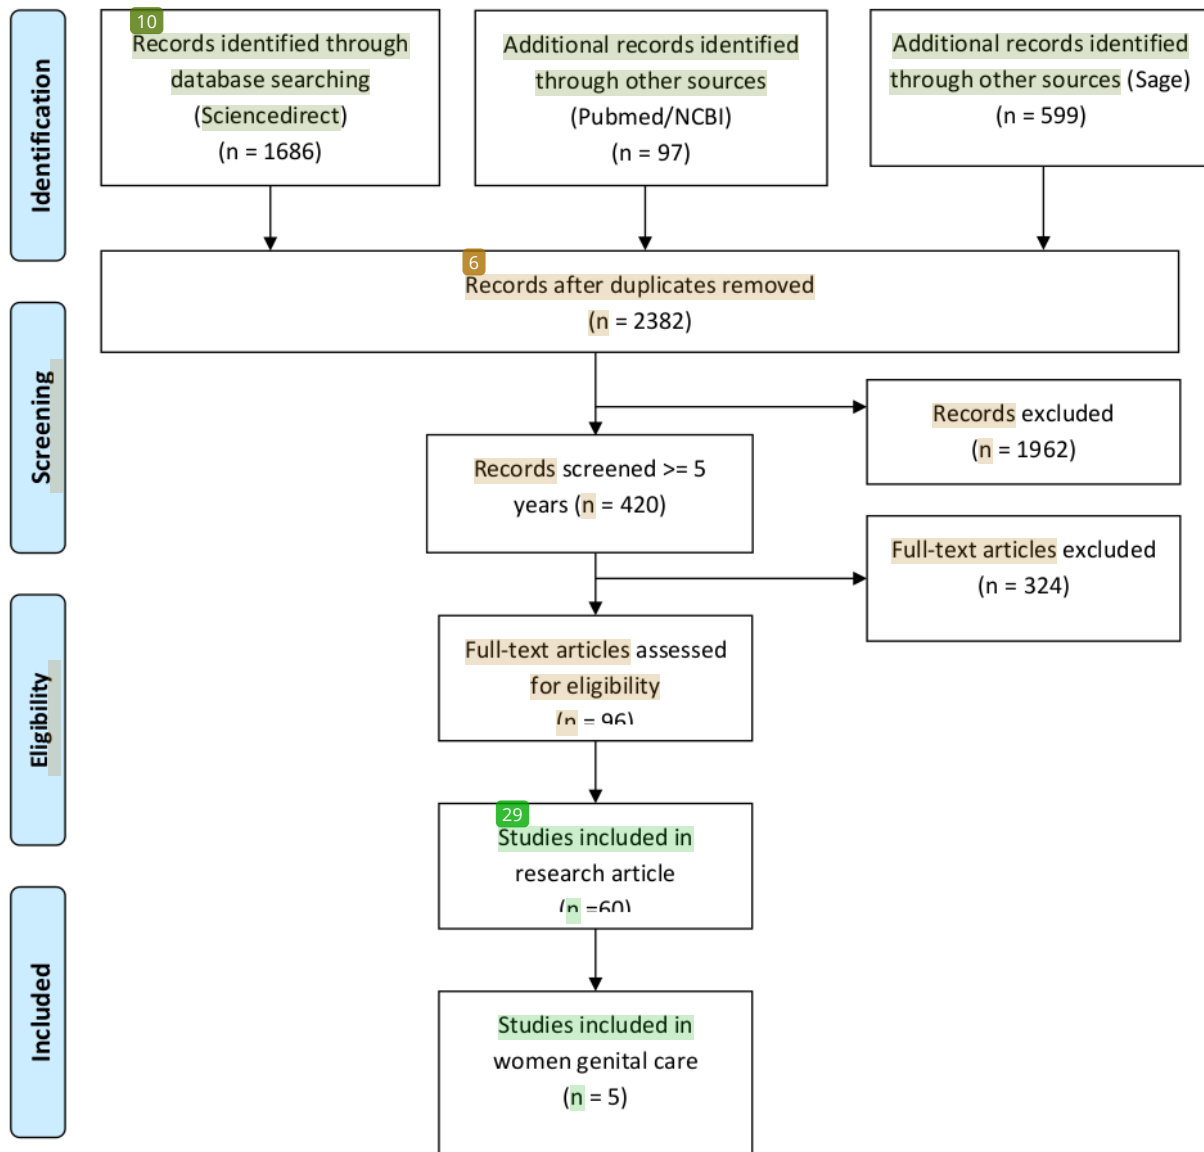 Identification
10
Records identified through
database searching
(Sciencedirect)
(n = 1686)
Additional records identified
through other sources
(Pubmed/NCBI)
(n = 97)
Additional records identified
through other sources (Sage)
(n = 599)
6
Records after duplicates removed
(n = 2382)
Screening
Records excluded
(n = 1962)
Records screened >= 5
years (n = 420)
Full-text articles excluded
(n = 324)
Eligibility
Full-text articles assessed
for eligibility
(n = 96)
29
Studies included in
research article
(n =60)
Included
Studies included in
women genital care
(n = 5)